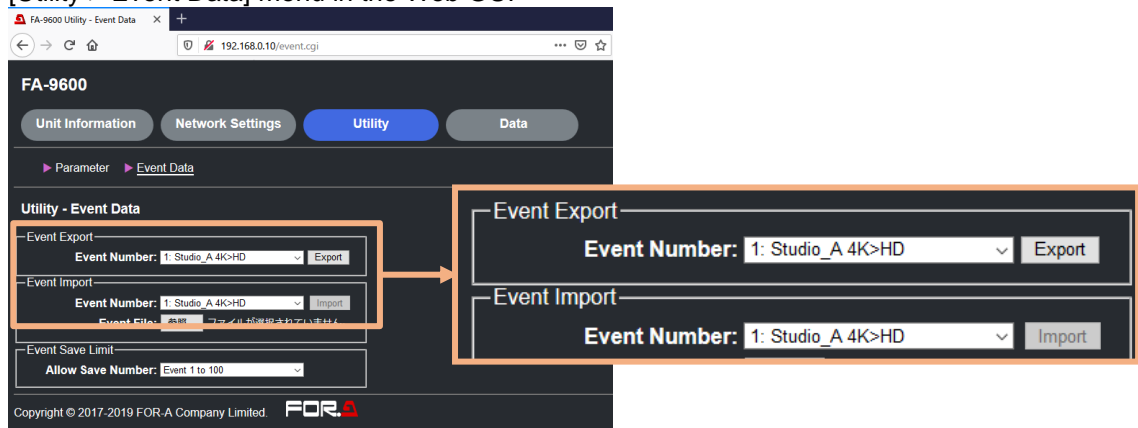 [Utility > Event Data] menu in the Web GUI
FA-9600 Utility - Event Data
192.168.0.10/event.cgi
FA-9600
Unit Information Network Settings Utility Data
Parameter Event Data
Utility - Event Data
Event Export
Event Number: 1: Studio_A 4K>HD Export
Event Import
Event Number: 1: Studio_A 4K>HD Import
Event File: 参照... ファイルが選択されていません
Event Save Limit
Allow Save Number: Event 1 to 100
Copyright © 2017-2019 FOR-A Company Limited. FOR.A
Event Export
Event Number: 1: Studio_A 4K>HD Export
Event Import
Event Number: 1: Studio_A 4K>HD Import